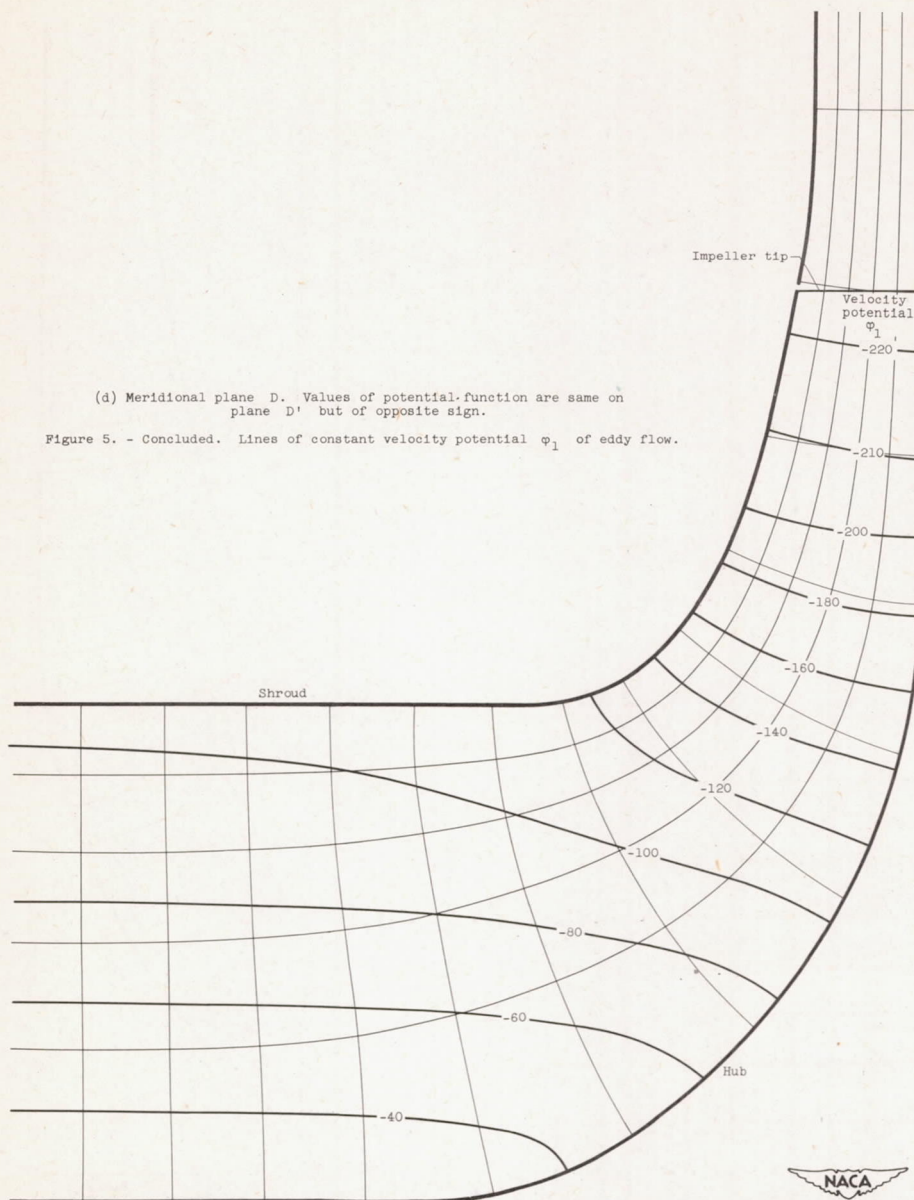 Impeller tip
Velocity
potential
φ1
-220
(d) Meridional plane D. Values of potential function are same on
plane D' but of opposite sign.
Figure 5. - Concluded. Lines of constant velocity potential φ1 of eddy flow.
-210
-200
-180
-160
Shroud
-140
-120
-100
-80
-60
Hub
-40
NACA